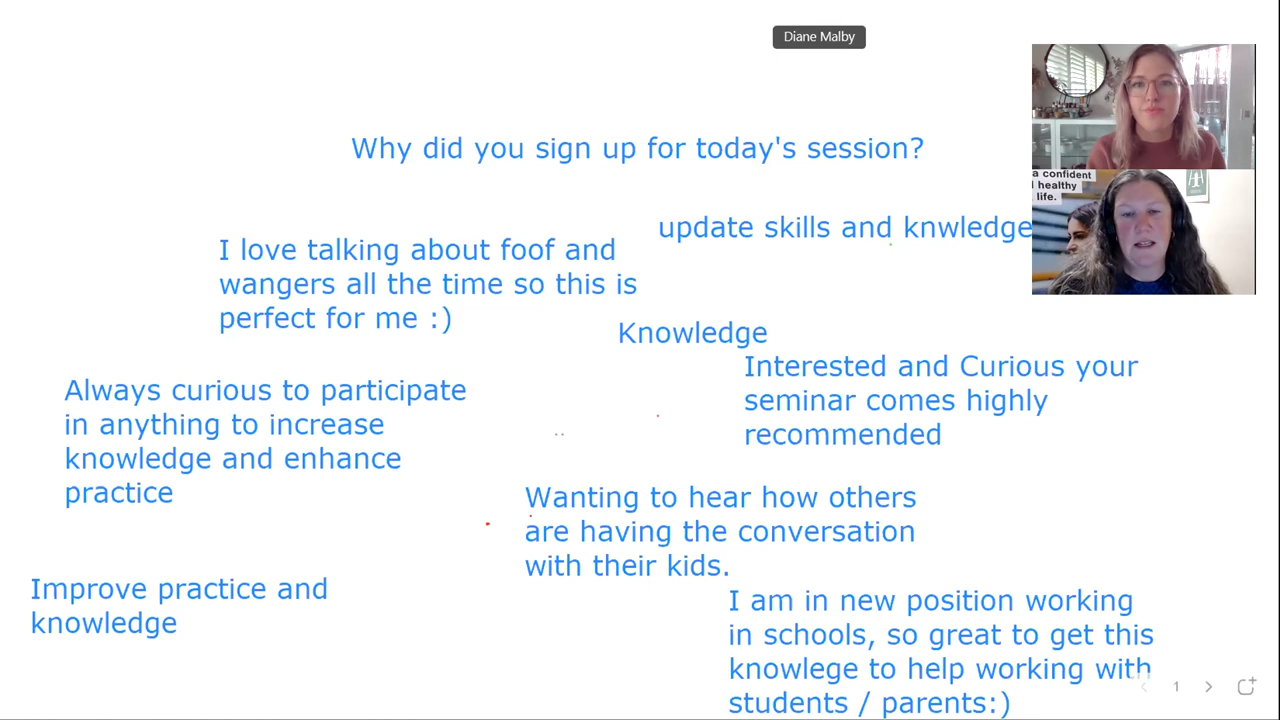 Diane Malby
a confident
healthy
life.
Why did you sign up for today's session?
update skills and knwledge
I love talking about foof and
wangers all the time so this is
perfect for me :)
Knowledge
Interested and Curious your
seminar comes highly
recommended
Always curious to participate
in anything to increase
knowledge and enhance
practice
Wanting to hear how others
are having the conversation
with their kids.
Improve practice and
knowledge
I am in new position working
in schools, so great to get this
knowlege to help working with
students / parents:)
1